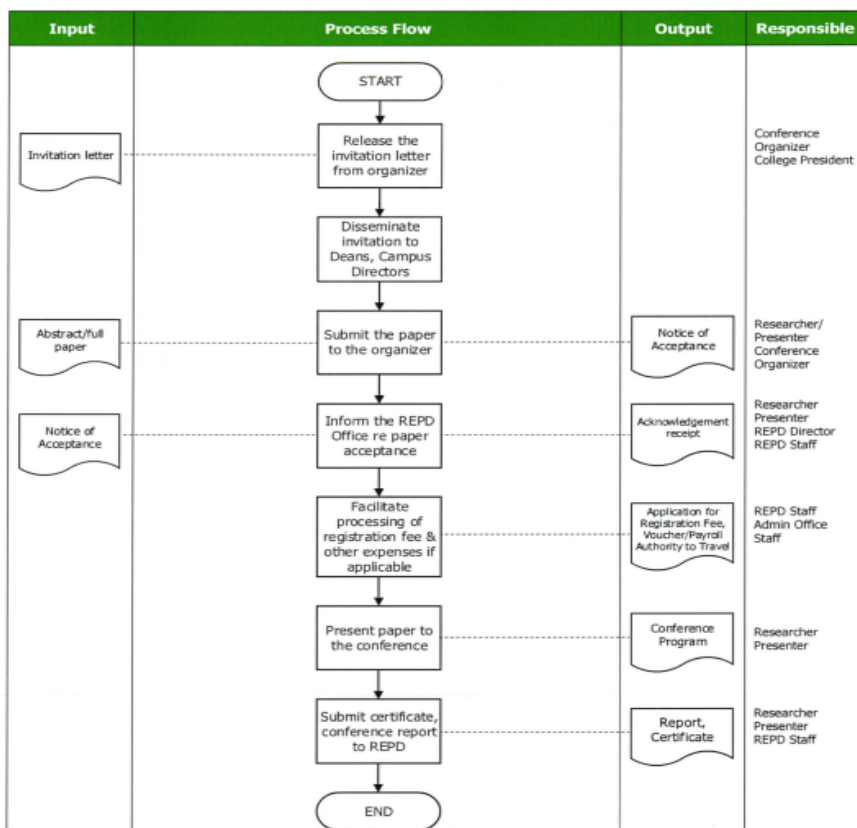 Input Process Flow Output Responsible
START
Invitation letter
Release the
invitation letter
from organizer
Conference
Organizer
College President
Disseminate
invitation to
Deans, Campus
Directors
Abstract/full
paper
Submit the paper
to the organizer
Notice of
Acceptance
Researcher/
Presenter
Conference
Organizer
Notice of
Acceptance
Inform the REPD
Office re paper
acceptance
Acknowledgement
receipt
Researcher
Presenter
REPD Director
REPD Staff
Facilitate
processing of
registration fee &
other expenses if
applicable
Application for
Registration Fee,
Voucher/Payroll
Authority to Travel
REPD Staff
Admin Office
Staff
Present paper to
the conference
Conference
Program
Researcher
Presenter
Submit certificate,
conference report
to REPD
Report,
Certificate
Researcher
Presenter
REPD Staff
END